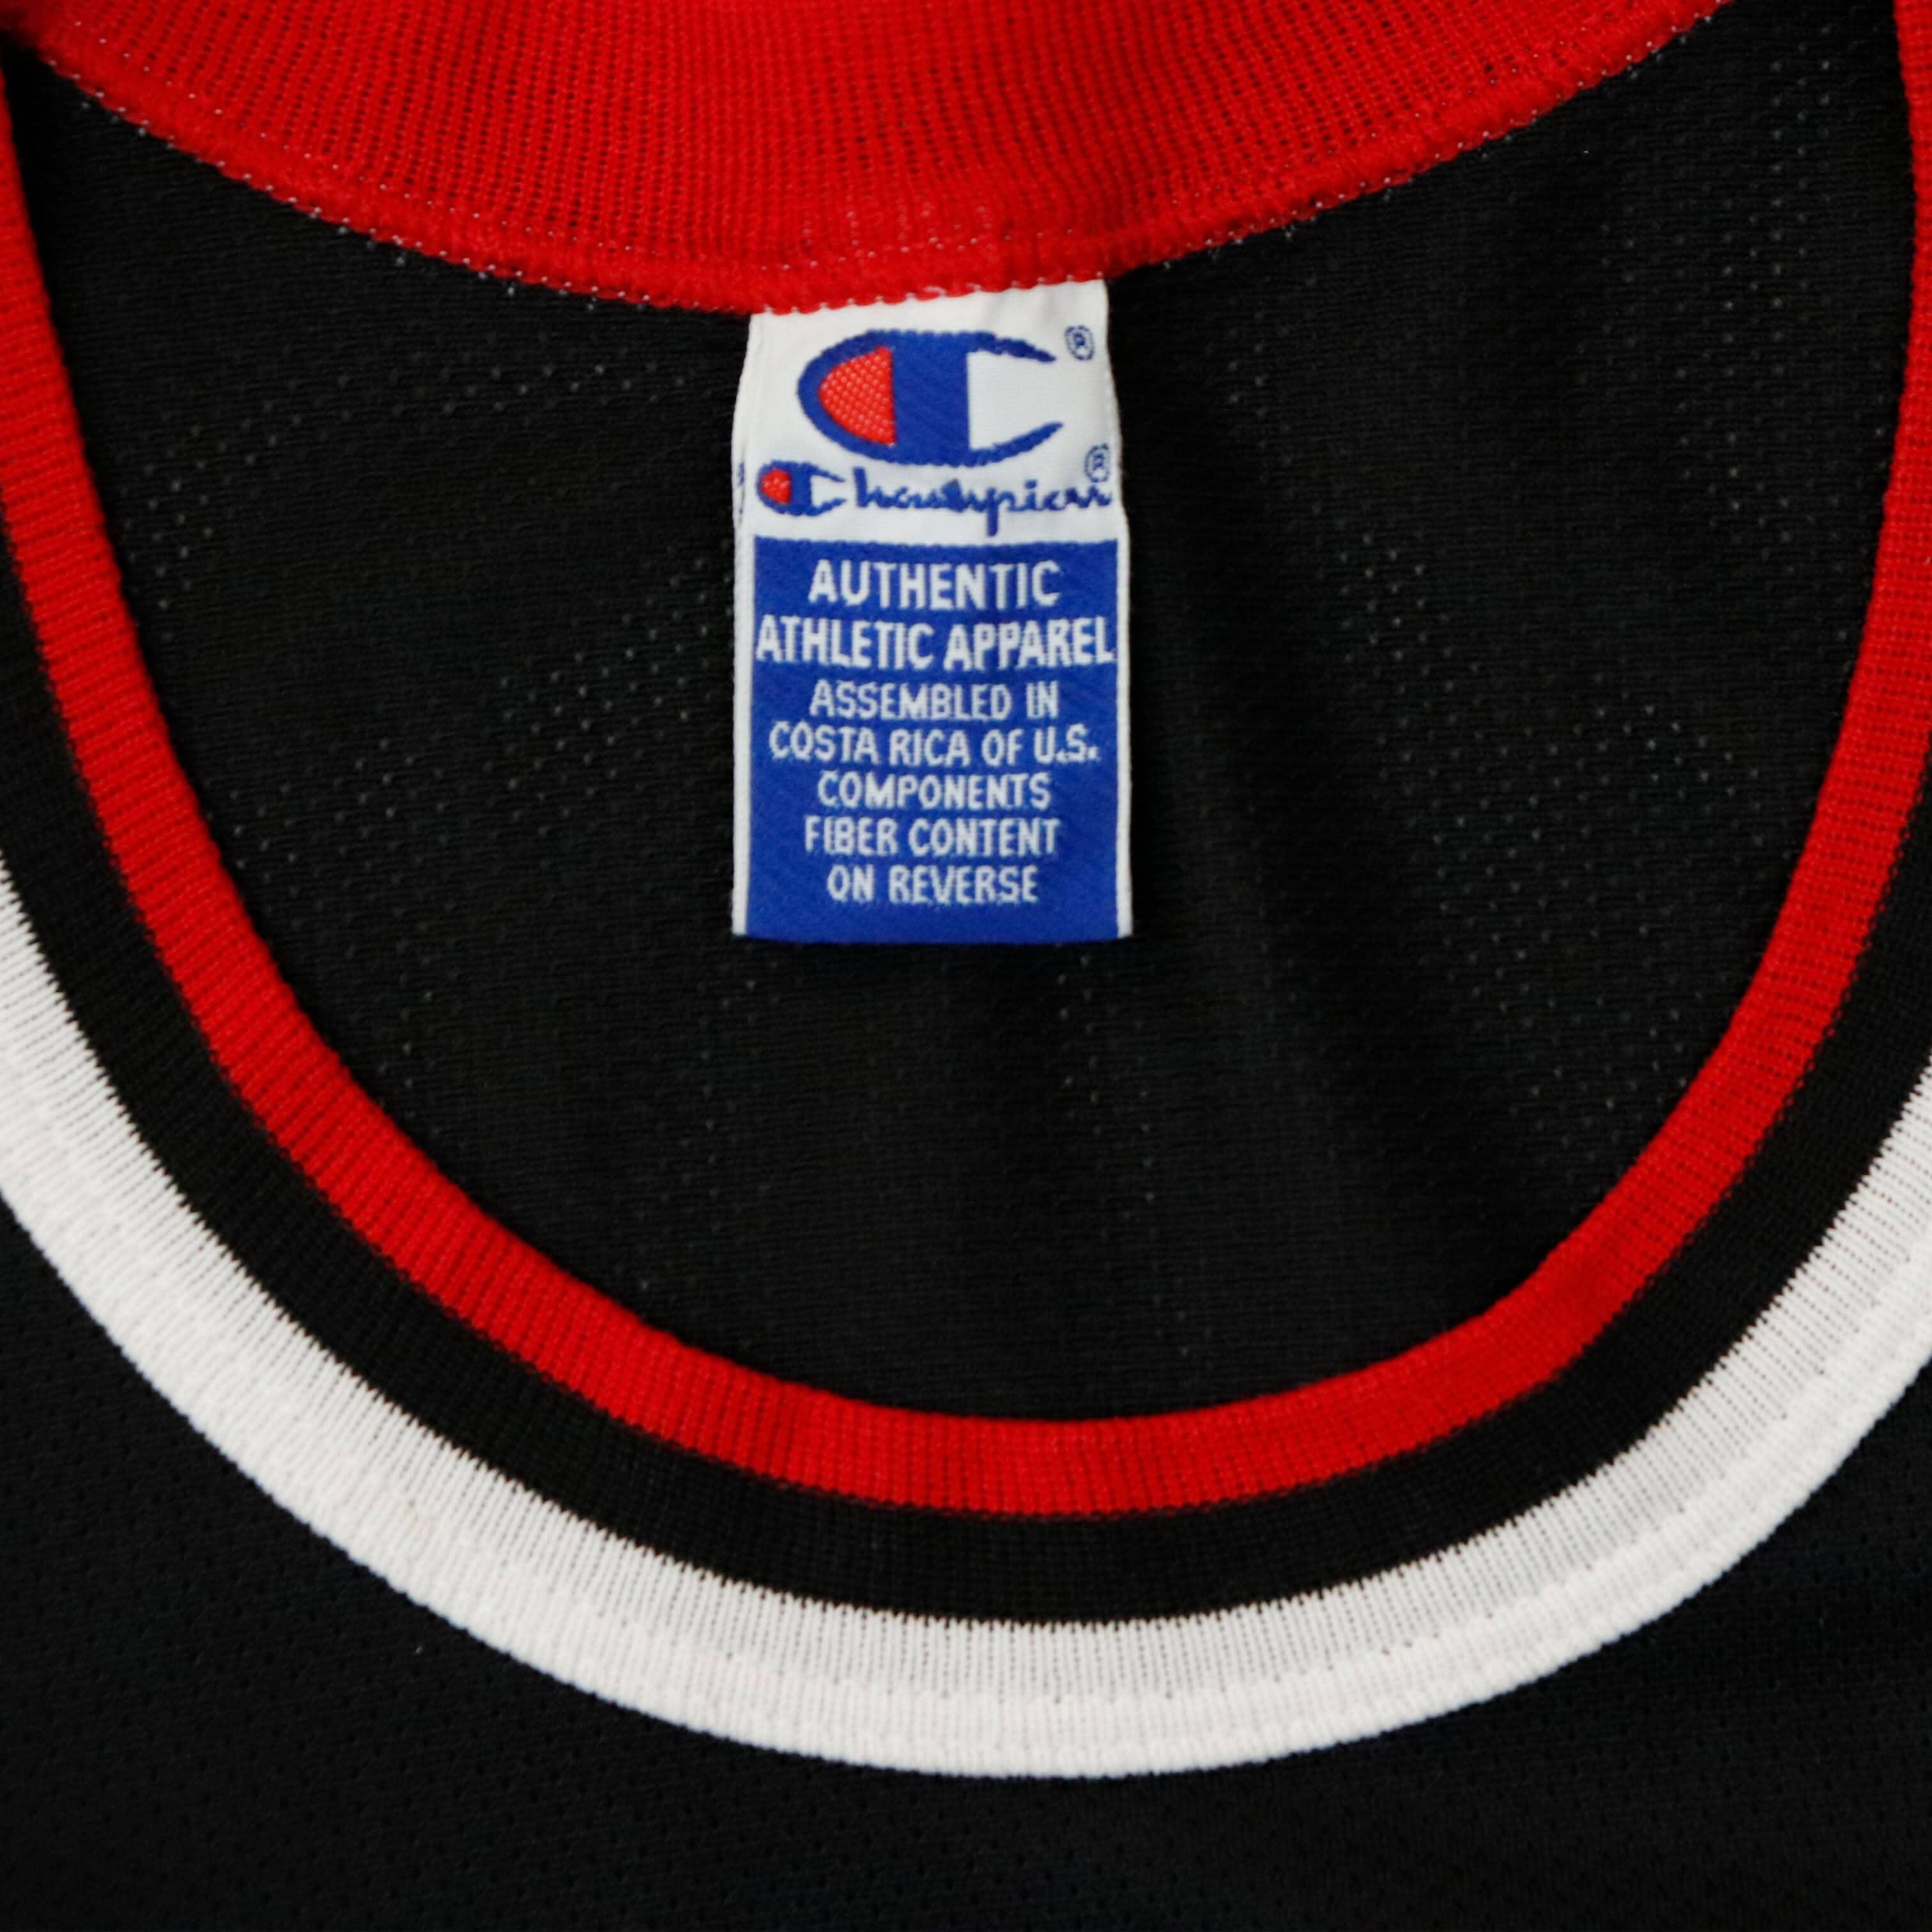 ®
Champion®
AUTHENTIC
ATHLETIC APPAREL
ASSEMBLED IN
COSTA RICA OF U.S.
COMPONENTS
FIBER CONTENT
ON REVERSE